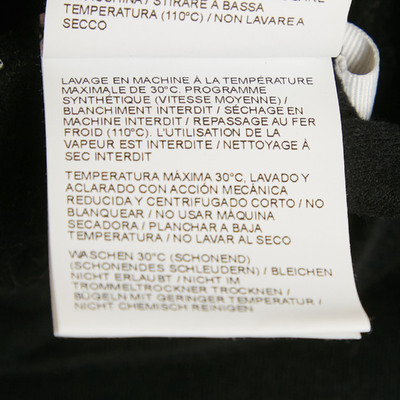 STIRARE A BASSA
TEMPERATURA (110°C) / NON LAVARE A
SECCO
LAVAGE EN MACHINE À LA TEMPÉRATURE
MAXIMALE DE 30°C. PROGRAMME
SYNTHÉTIQUE (VITESSE MOYENNE) /
BLANCHIMENT INTERDIT / SÉCHAGE EN
MACHINE INTERDIT / REPASSAGE AU FER
FROID (110°C). L'UTILISATION DE LA
VAPEUR EST INTERDITE / NETTOYAGE À
SEC INTERDIT
TEMPERATURA MÁXIMA 30°C, LAVADO Y
ACLARADO CON ACCIÓN MECÀNICA
REDUCIDA Y CENTRIFUGADO CORTO / NO
BLANQUEAR / NO USAR MÀQUINA
SECADORA / PLANCHAR A BAJA
TEMPERATURA / NO LAVAR AL SECO
WASCHEN 30°C (SCHONEND)
(SCHONENDES SCHLEUDERN) / BLEICHEN
NICHT ERLAUBT / NICHT IM
TROMMELTROCKNER TROCKNEN /
BÜGELN MIT GERINGER TEMPERATUR /
NICHT CHEMISCH REINIGEN